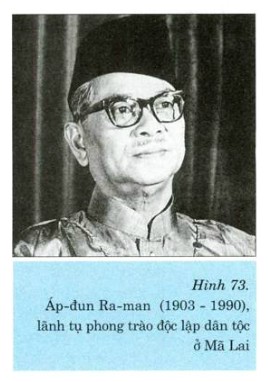 Hình 73.
Áp-đun Ra-man (1903 - 1990),
lãnh tụ phong trào độc lập dân tộc
ở Mã Lai